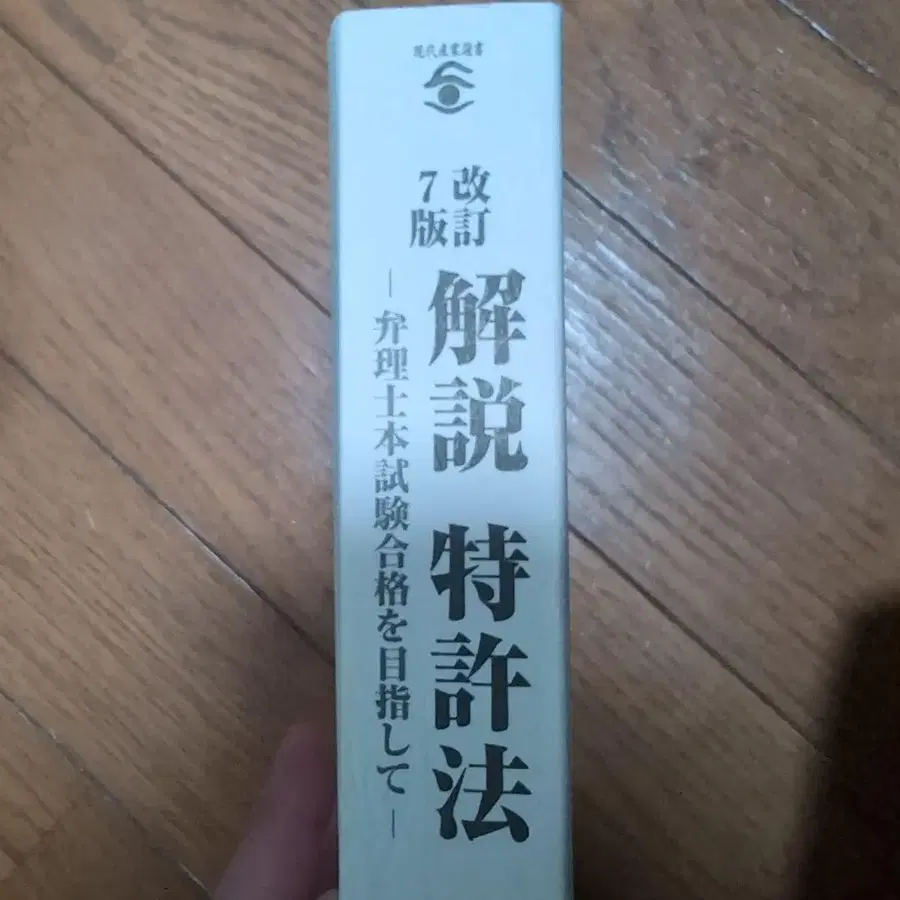 現代産業選書
改訂
7版
解説 特許法
―弁理士本試験合格を目指して―